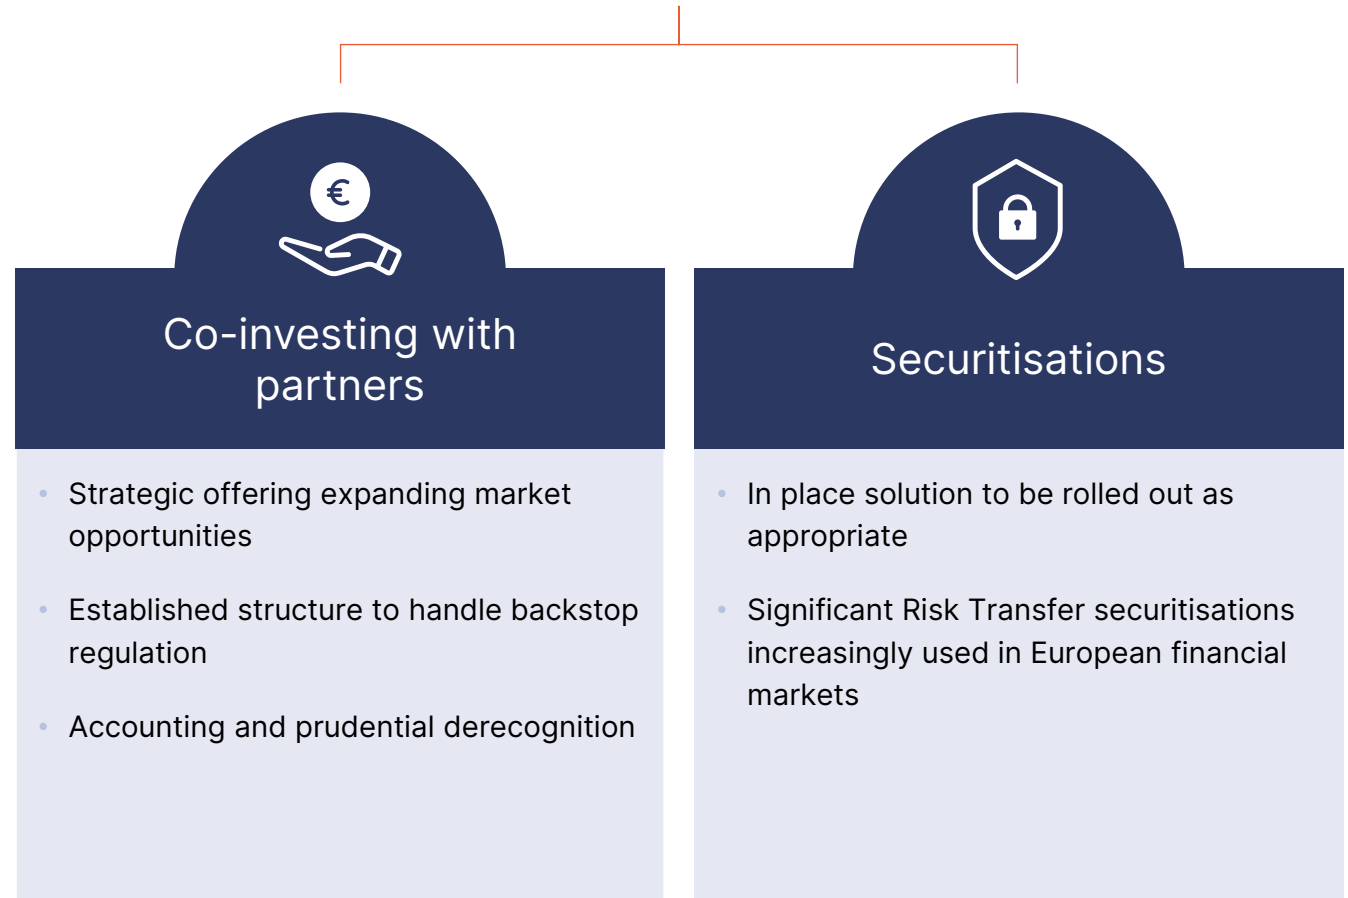 €
Co-investing with
partners
• Strategic offering expanding market
opportunities
• Established structure to handle backstop
regulation
• Accounting and prudential derecognition
Securitisations
• In place solution to be rolled out as
appropriate
• Significant Risk Transfer securitisations
increasingly used in European financial
markets